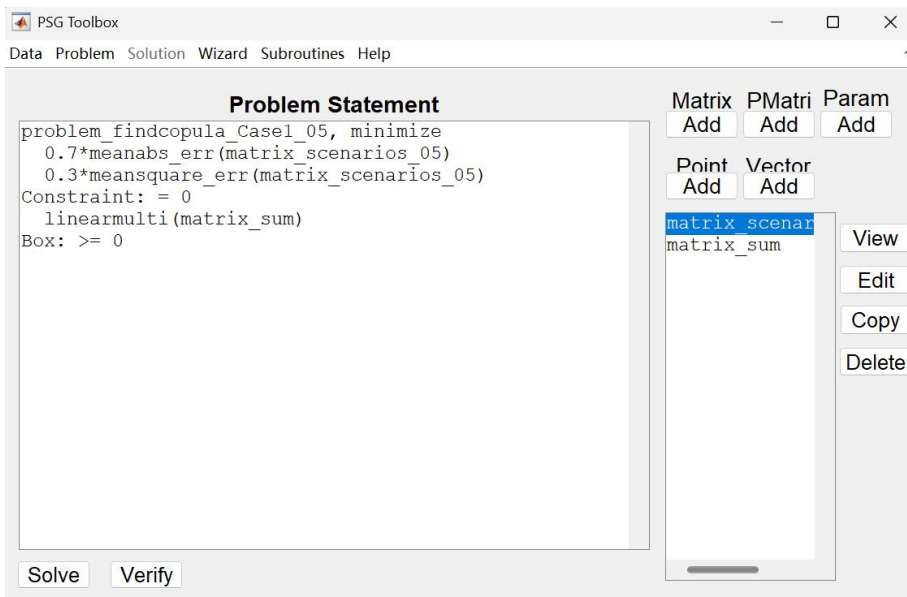 PSG Toolbox
Data Problem Solution Wizard Subroutines Help
Problem Statement
problem_findcopula_Case1_05, minimize
0.7*meanabs_err(matrix_scenarios_05)
0.3*meansquare_err(matrix_scenarios_05)
Constraint: = 0
linearmulti(matrix_sum)
Box: >= 0
Solve Verify
Matrix PMatri Param
Add Add Add
Point Vector
Add Add
matrix_scenar
matrix_sum
View
Edit
Copy
Delete